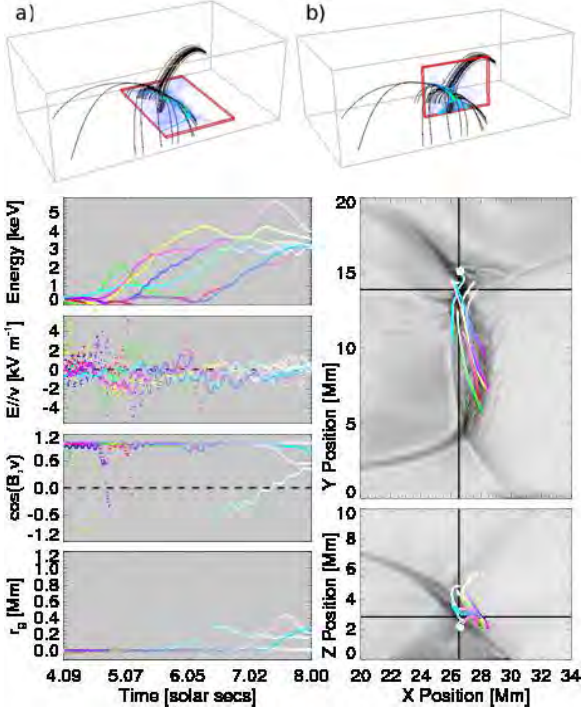 a)
b)
Energy [keV]
5
4
3
2
1
0
E//v [kV m⁻¹]
4
2
0
-2
-4
cos(B,v)
1.2
0.6
0.0
-0.6
-1.2
r_g [Mm]
1.2
1.0
0.8
0.6
0.4
0.2
0.0
4.09 5.07 6.05 7.02 8.00
Time [solar secs]
Y Position [Mm]
20
15
10
5
0
Z Position [Mm]
10
8
6
4
2
0
20 22 24 26 28 30 32 34
X Position [Mm]